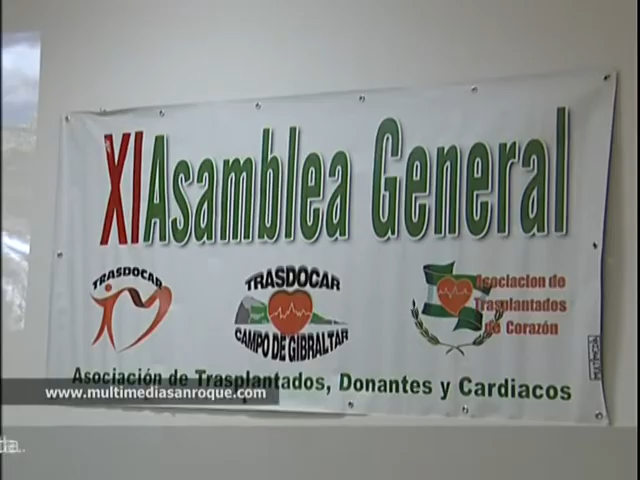 XI Asamblea General
TRASDOCAR
TRASDOCAR
CAMPO DE GIBRALTAR
Asociacion de
Trasplantados
de Corazón
Asociación de Trasplantados, Donantes y Cardiacos
MULTIMEDIA
www.multimediasanroque.com